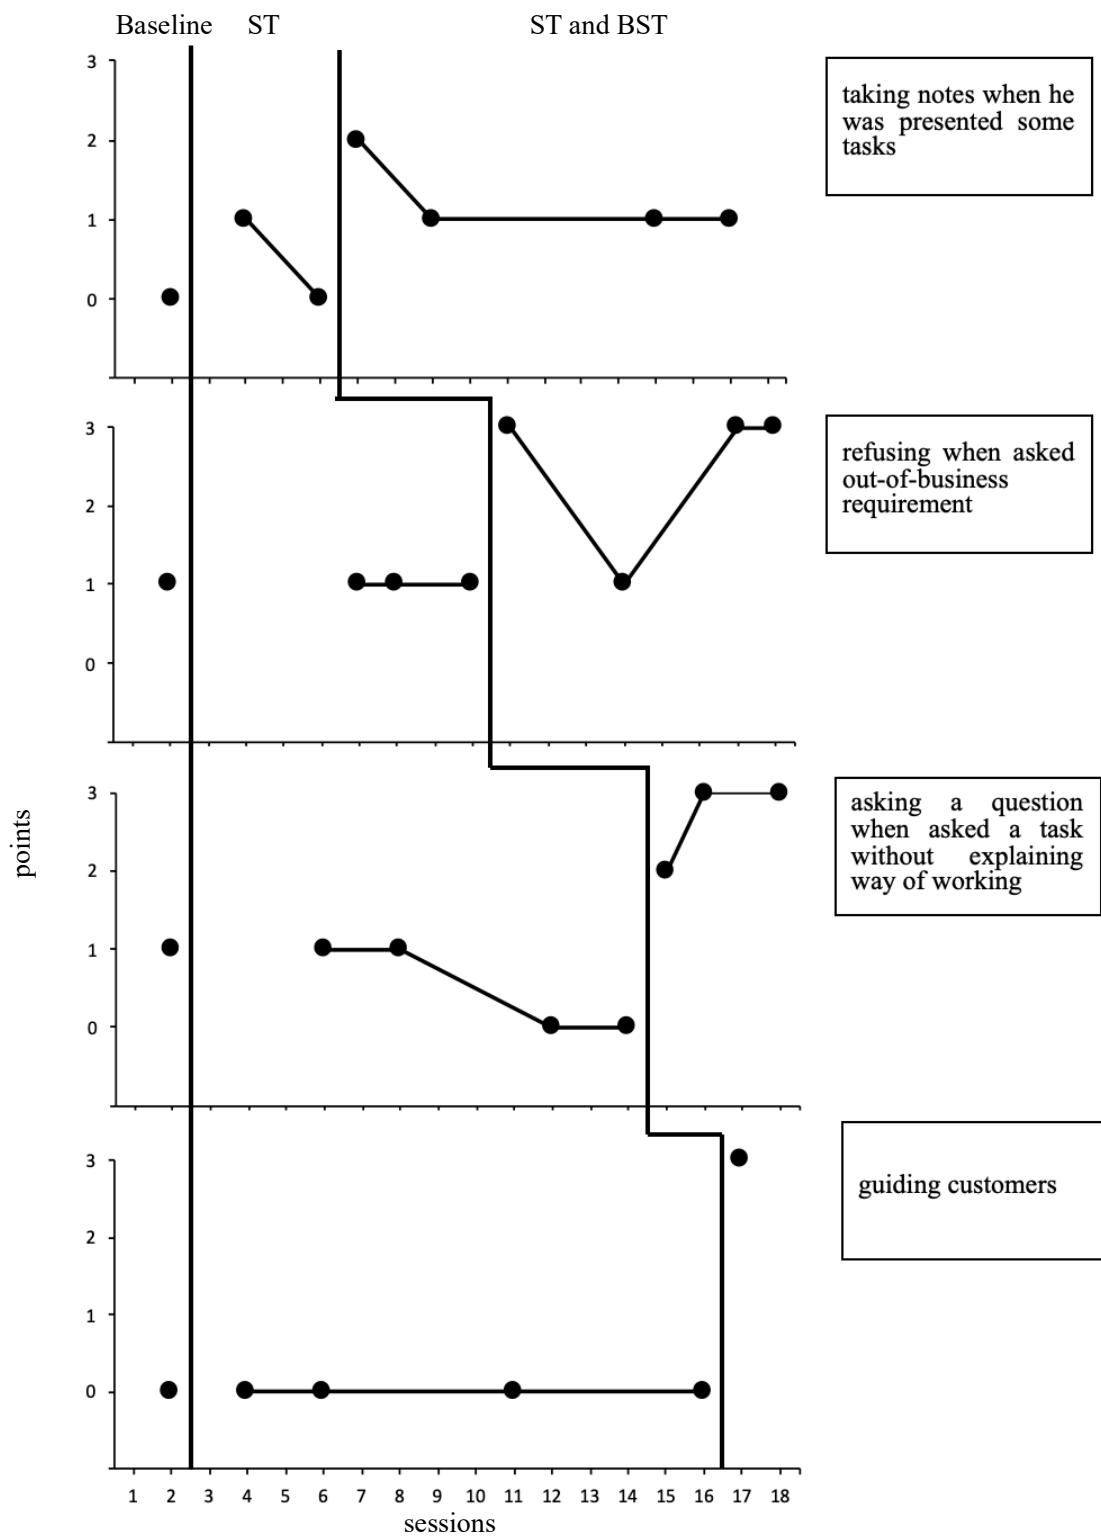 Baseline ST ST and BST
3
2
1
0
taking notes when he
was presented some
tasks
3
2
1
0
refusing when asked
out-of-business
requirement
points
3
2
1
0
asking a question
when asked a task
without explaining
way of working
3
2
1
0
guiding customers
1 2 3 4 5 6 7 8 9 10 11 12 13 14 15 16 17 18
sessions